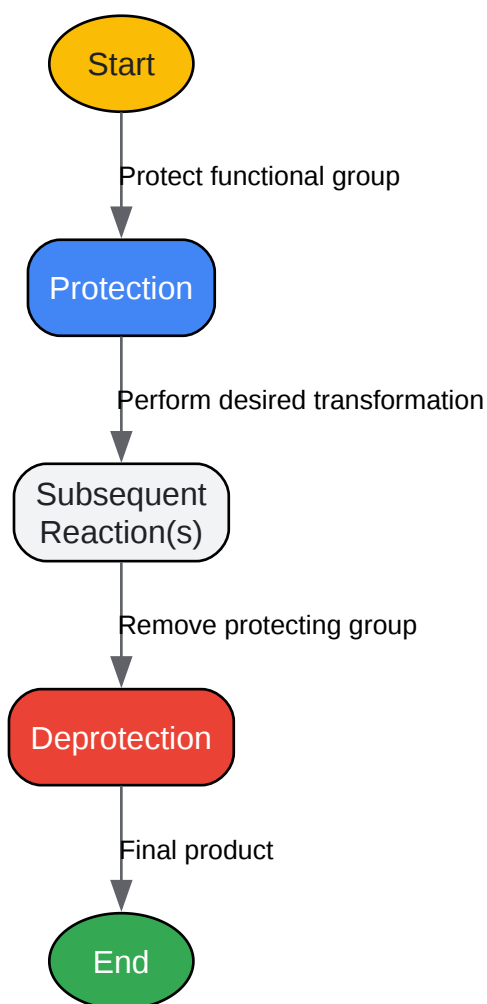 Start
Protect functional group
Protection
Perform desired transformation
Subsequent
Reaction(s)
Remove protecting group
Deprotection
Final product
End